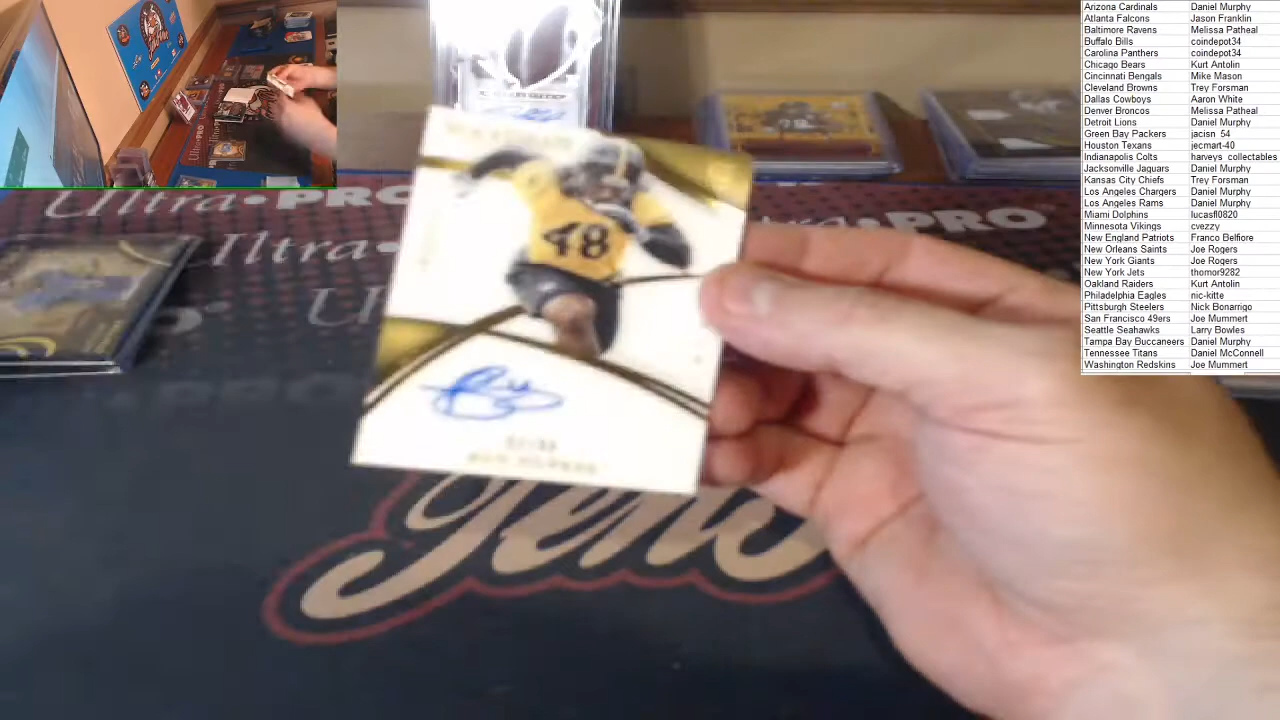 Arizona Cardinals Daniel Murphy
Atlanta Falcons Jason Franklin
Baltimore Ravens Melissa Patheal
Buffalo Bills coindepot34
Carolina Panthers coindepot34
Chicago Bears Kurt Antolin
Cincinnati Bengals Mike Mason
Cleveland Browns Trey Forsman
Dallas Cowboys Aaron White
Denver Broncos Melissa Patheal
Detroit Lions Daniel Murphy
Green Bay Packers jacisn_54
Houston Texans jecmart-40
Indianapolis Colts harveys_collectables
Jacksonville Jaguars Daniel Murphy
Kansas City Chiefs Trey Forsman
Los Angeles Chargers Daniel Murphy
Los Angeles Rams Daniel Murphy
Miami Dolphins lucasfl0820
Minnesota Vikings cvezzy
New England Patriots Franco Belfiore
New Orleans Saints Joe Rogers
New York Giants Joe Rogers
New York Jets thomor9282
Oakland Raiders Kurt Antolin
Philadelphia Eagles nic-kitte
Pittsburgh Steelers Nick Bonarrigo
San Francisco 49ers Joe Mummert
Seattle Seahawks Larry Bowles
Tampa Bay Buccaneers Daniel Murphy
Tennessee Titans Daniel McConnell
Washington Redskins Joe Mummert
Ultra•PRO
Ultra•PRO
48